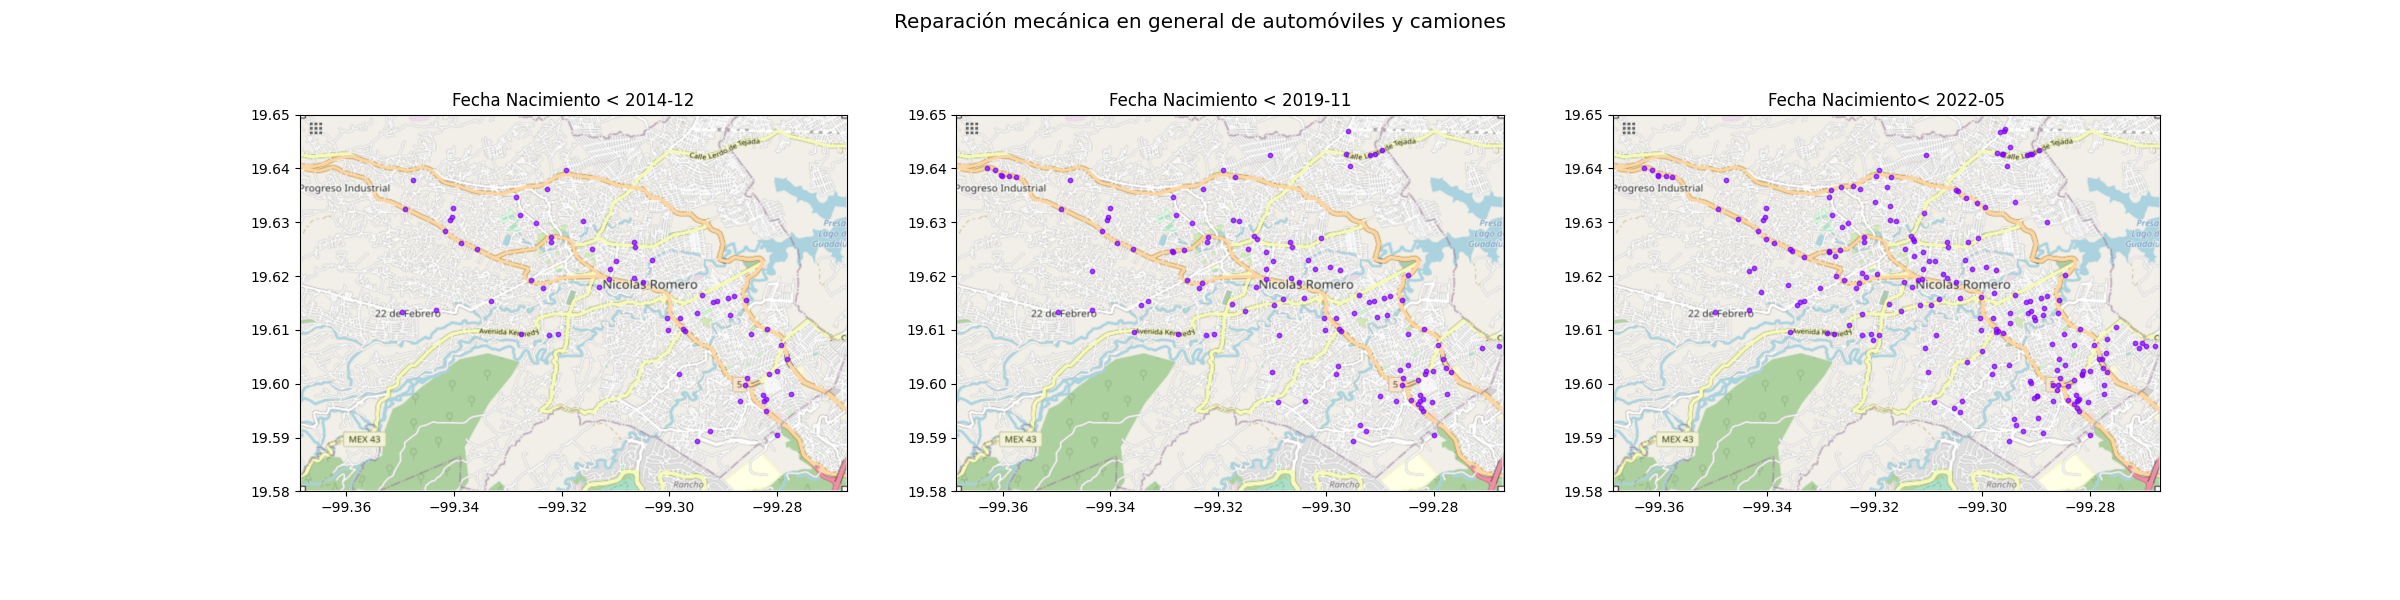 Reparación mecánica en general de automóviles y camiones
Fecha Nacimiento < 2014-12
19.65
19.64
19.63
19.62
19.61
19.60
19.59
19.58
Calle Lerdo de Tejada
Progreso Industrial
Presa
Lago d
Guadalu
Nicolás Romero
22 de Febrero
Avenida Kennedy
5
MEX 43
Rancho
−99.36 −99.34 −99.32 −99.30 −99.28
Fecha Nacimiento < 2019-11
19.65
19.64
19.63
19.62
19.61
19.60
19.59
19.58
Calle Lerdo de Tejada
Progreso Industrial
Presa
Lago d
Guadalu
Nicolás Romero
22 de Febrero
Avenida Kennedy
5
MEX 43
Rancho
−99.36 −99.34 −99.32 −99.30 −99.28
Fecha Nacimiento< 2022-05
19.65
19.64
19.63
19.62
19.61
19.60
19.59
19.58
Calle Lerdo de Tejada
Progreso Industrial
Presa
Lago d
Guadalu
Nicolás Romero
22 de Febrero
Avenida Kennedy
MEX 43
Rancho
−99.36 −99.34 −99.32 −99.30 −99.28